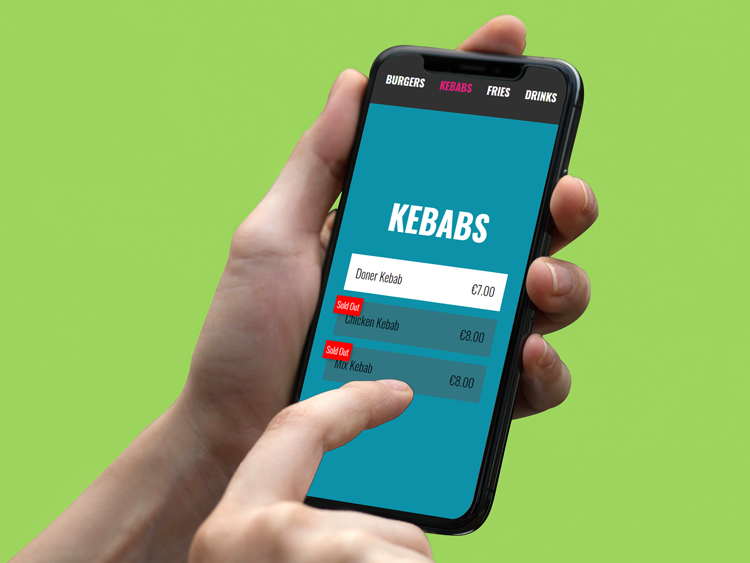 BURGERS KEBABS FRIES DRINKS
KEBABS
Doner Kebab €7.00
Sold Out
Chicken Kebab €8.00
Sold Out
Mix Kebab €8.00